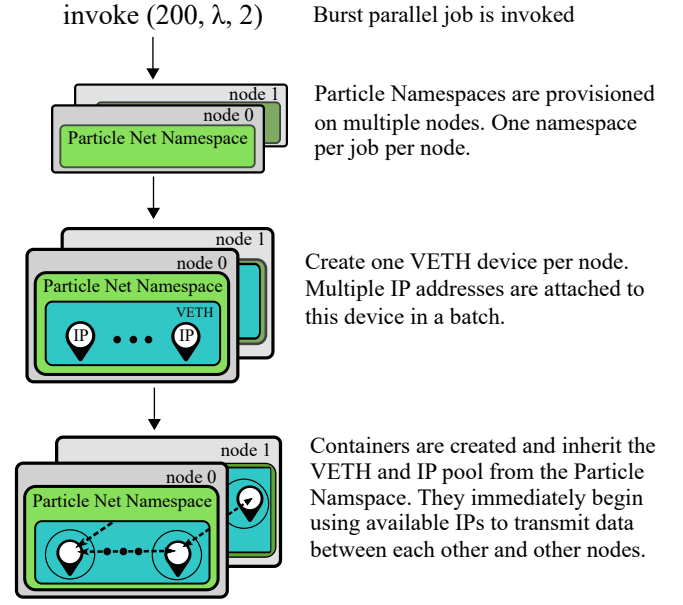 invoke (200, λ, 2)
Burst parallel job is invoked
node 1
node 0
Particle Net Namespace
Particle Namespaces are provisioned
on multiple nodes. One namespace
per job per node.
node 1
node 0
Particle Net Namespace
VETH
IP
IP
Create one VETH device per node.
Multiple IP addresses are attached to
this device in a batch.
node 1
node 0
Particle Net Namespace
Containers are created and inherit the
VETH and IP pool from the Particle
Namspace. They immediately begin
using available IPs to transmit data
between each other and other nodes.